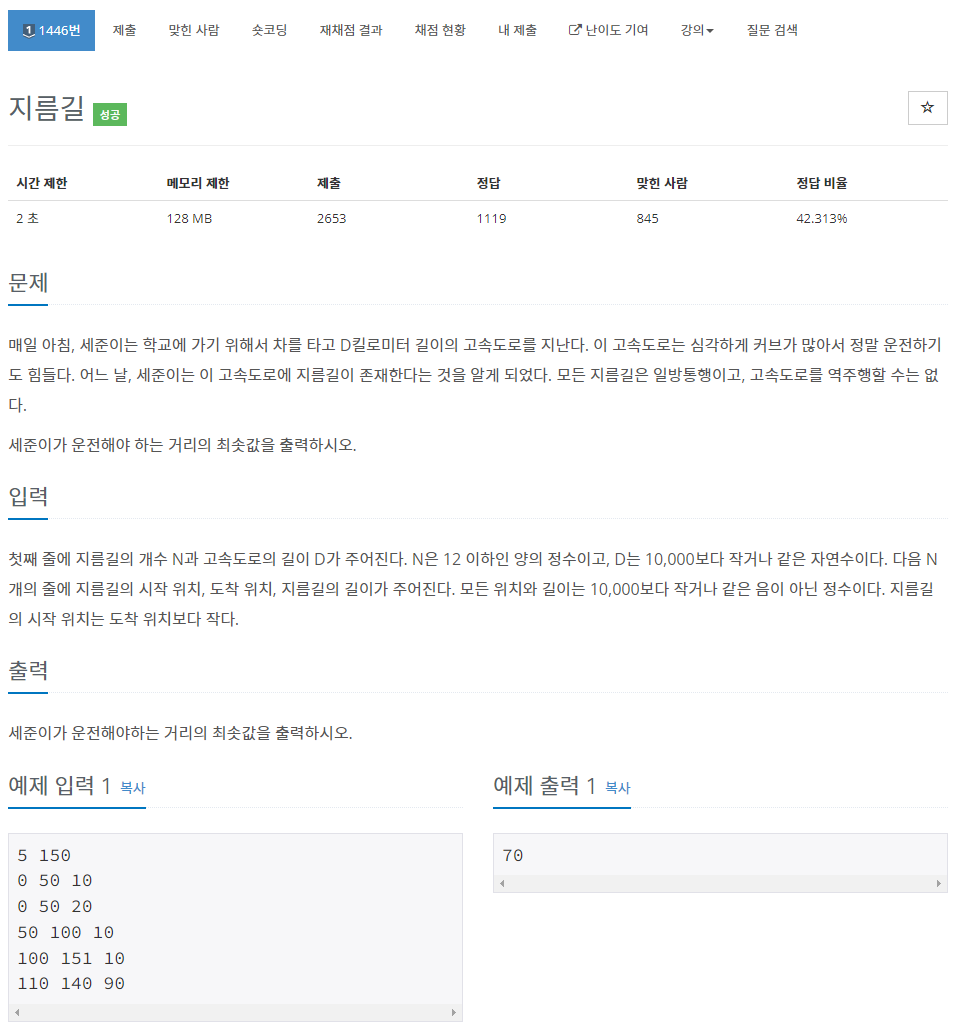 1 1446번 제출 맞힌 사람 숏코딩 재채점 결과 채점 현황 내 제출 난이도 기여 강의 질문 검색
지름길 성공
시간 제한 메모리 제한 제출 정답 맞힌 사람 정답 비율
2 초 128 MB 2653 1119 845 42.313%
문제
매일 아침, 세준이는 학교에 가기 위해서 차를 타고 D킬로미터 길이의 고속도로를 지난다. 이 고속도로는 심각하게 커브가 많아서 정말 운전하기
도 힘들다. 어느 날, 세준이는 이 고속도로에 지름길이 존재한다는 것을 알게 되었다. 모든 지름길은 일방통행이고, 고속도로를 역주행할 수는 없
다.
세준이가 운전해야 하는 거리의 최솟값을 출력하시오.
입력
첫째 줄에 지름길의 개수 N과 고속도로의 길이 D가 주어진다. N은 12 이하인 양의 정수이고, D는 10,000보다 작거나 같은 자연수이다. 다음 N
개의 줄에 지름길의 시작 위치, 도착 위치, 지름길의 길이가 주어진다. 모든 위치와 길이는 10,000보다 작거나 같은 음이 아닌 정수이다. 지름길
의 시작 위치는 도착 위치보다 작다.
출력
세준이가 운전해야하는 거리의 최솟값을 출력하시오.
예제 입력 1 복사
5 150
0 50 10
0 50 20
50 100 10
100 151 10
110 140 90
예제 출력 1 복사
70